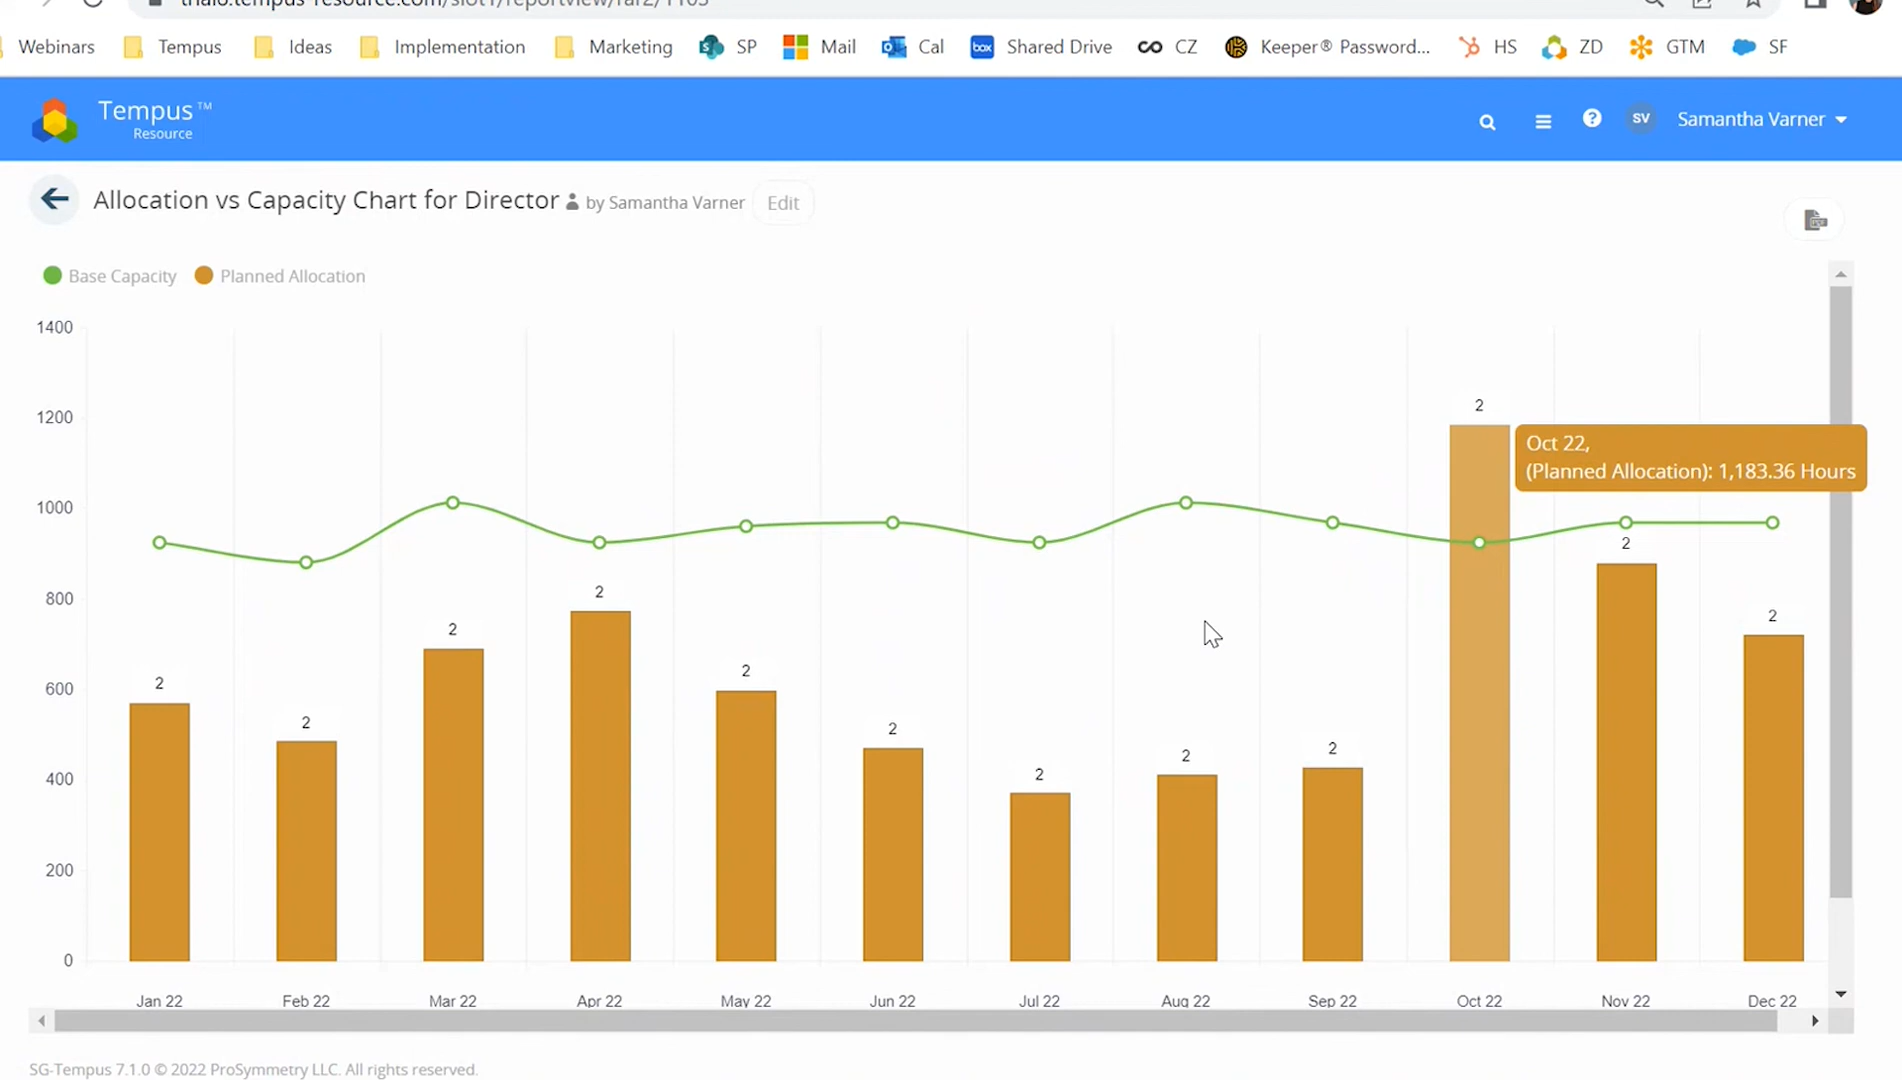 Webinars Tempus Ideas Implementation Marketing SP Mail Cal box Shared Drive CZ Keeper® Password... HS ZD GTM SF
Tempus™
Resource
? SV Samantha Varner
Allocation vs Capacity Chart for Director by Samantha Varner Edit
PDF
Base Capacity Planned Allocation
1400
1200
1000
800
600
400
200
0
2
2
2
2
2
2
2
2
2
2
2
2
Oct 22,
(Planned Allocation): 1,183.36 Hours
Jan 22 Feb 22 Mar 22 Apr 22 May 22 Jun 22 Jul 22 Aug 22 Sep 22 Oct 22 Nov 22 Dec 22
SG-Tempus 7.1.0 © 2022 ProSymmetry LLC. All rights reserved.